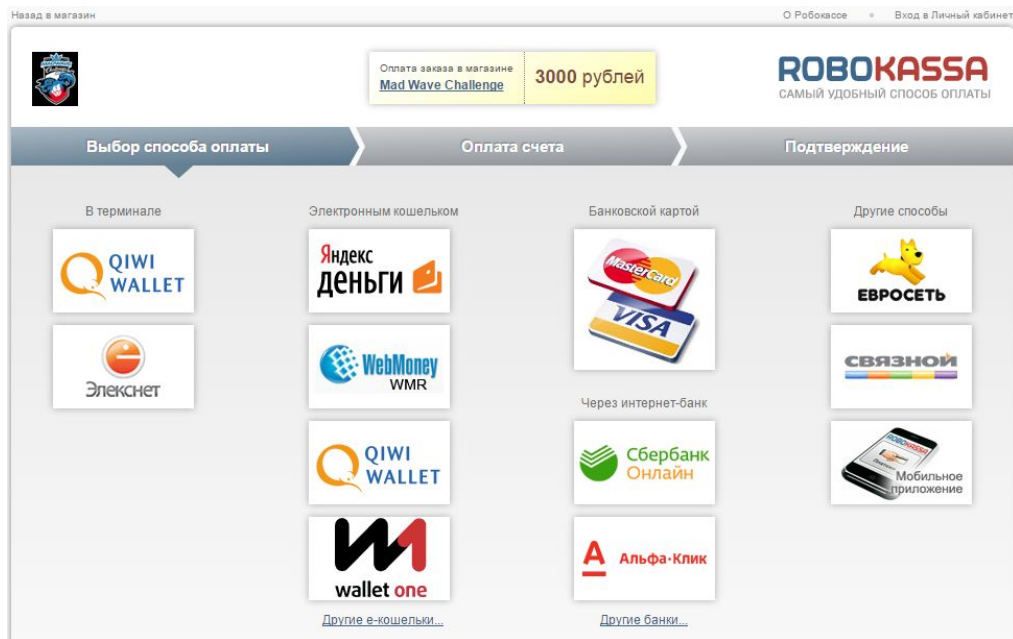 Назад в магазин
О Робокассе
Вход в Личный кабинет
Оплата заказа в магазине
Mad Wave Challenge
3000 рублей
ROBOKASSA
САМЫЙ УДОБНЫЙ СПОСОБ ОПЛАТЫ
Выбор способа оплаты
Оплата счета
Подтверждение
В терминале
QIWI
WALLET
Элекснет
Электронным кошельком
Яндекс
деньги
WebMoney
WMR
QIWI
WALLET
wallet one
Другие е-кошельки...
Банковской картой
MasterCard
VISA
Через интернет-банк
Сбербанк
Онлайн
Альфа·Клик
Другие банки...
Другие способы
ЕВРОСЕТЬ
СВЯЗНОЙ
ROBOKASSA
Мобильное
приложение